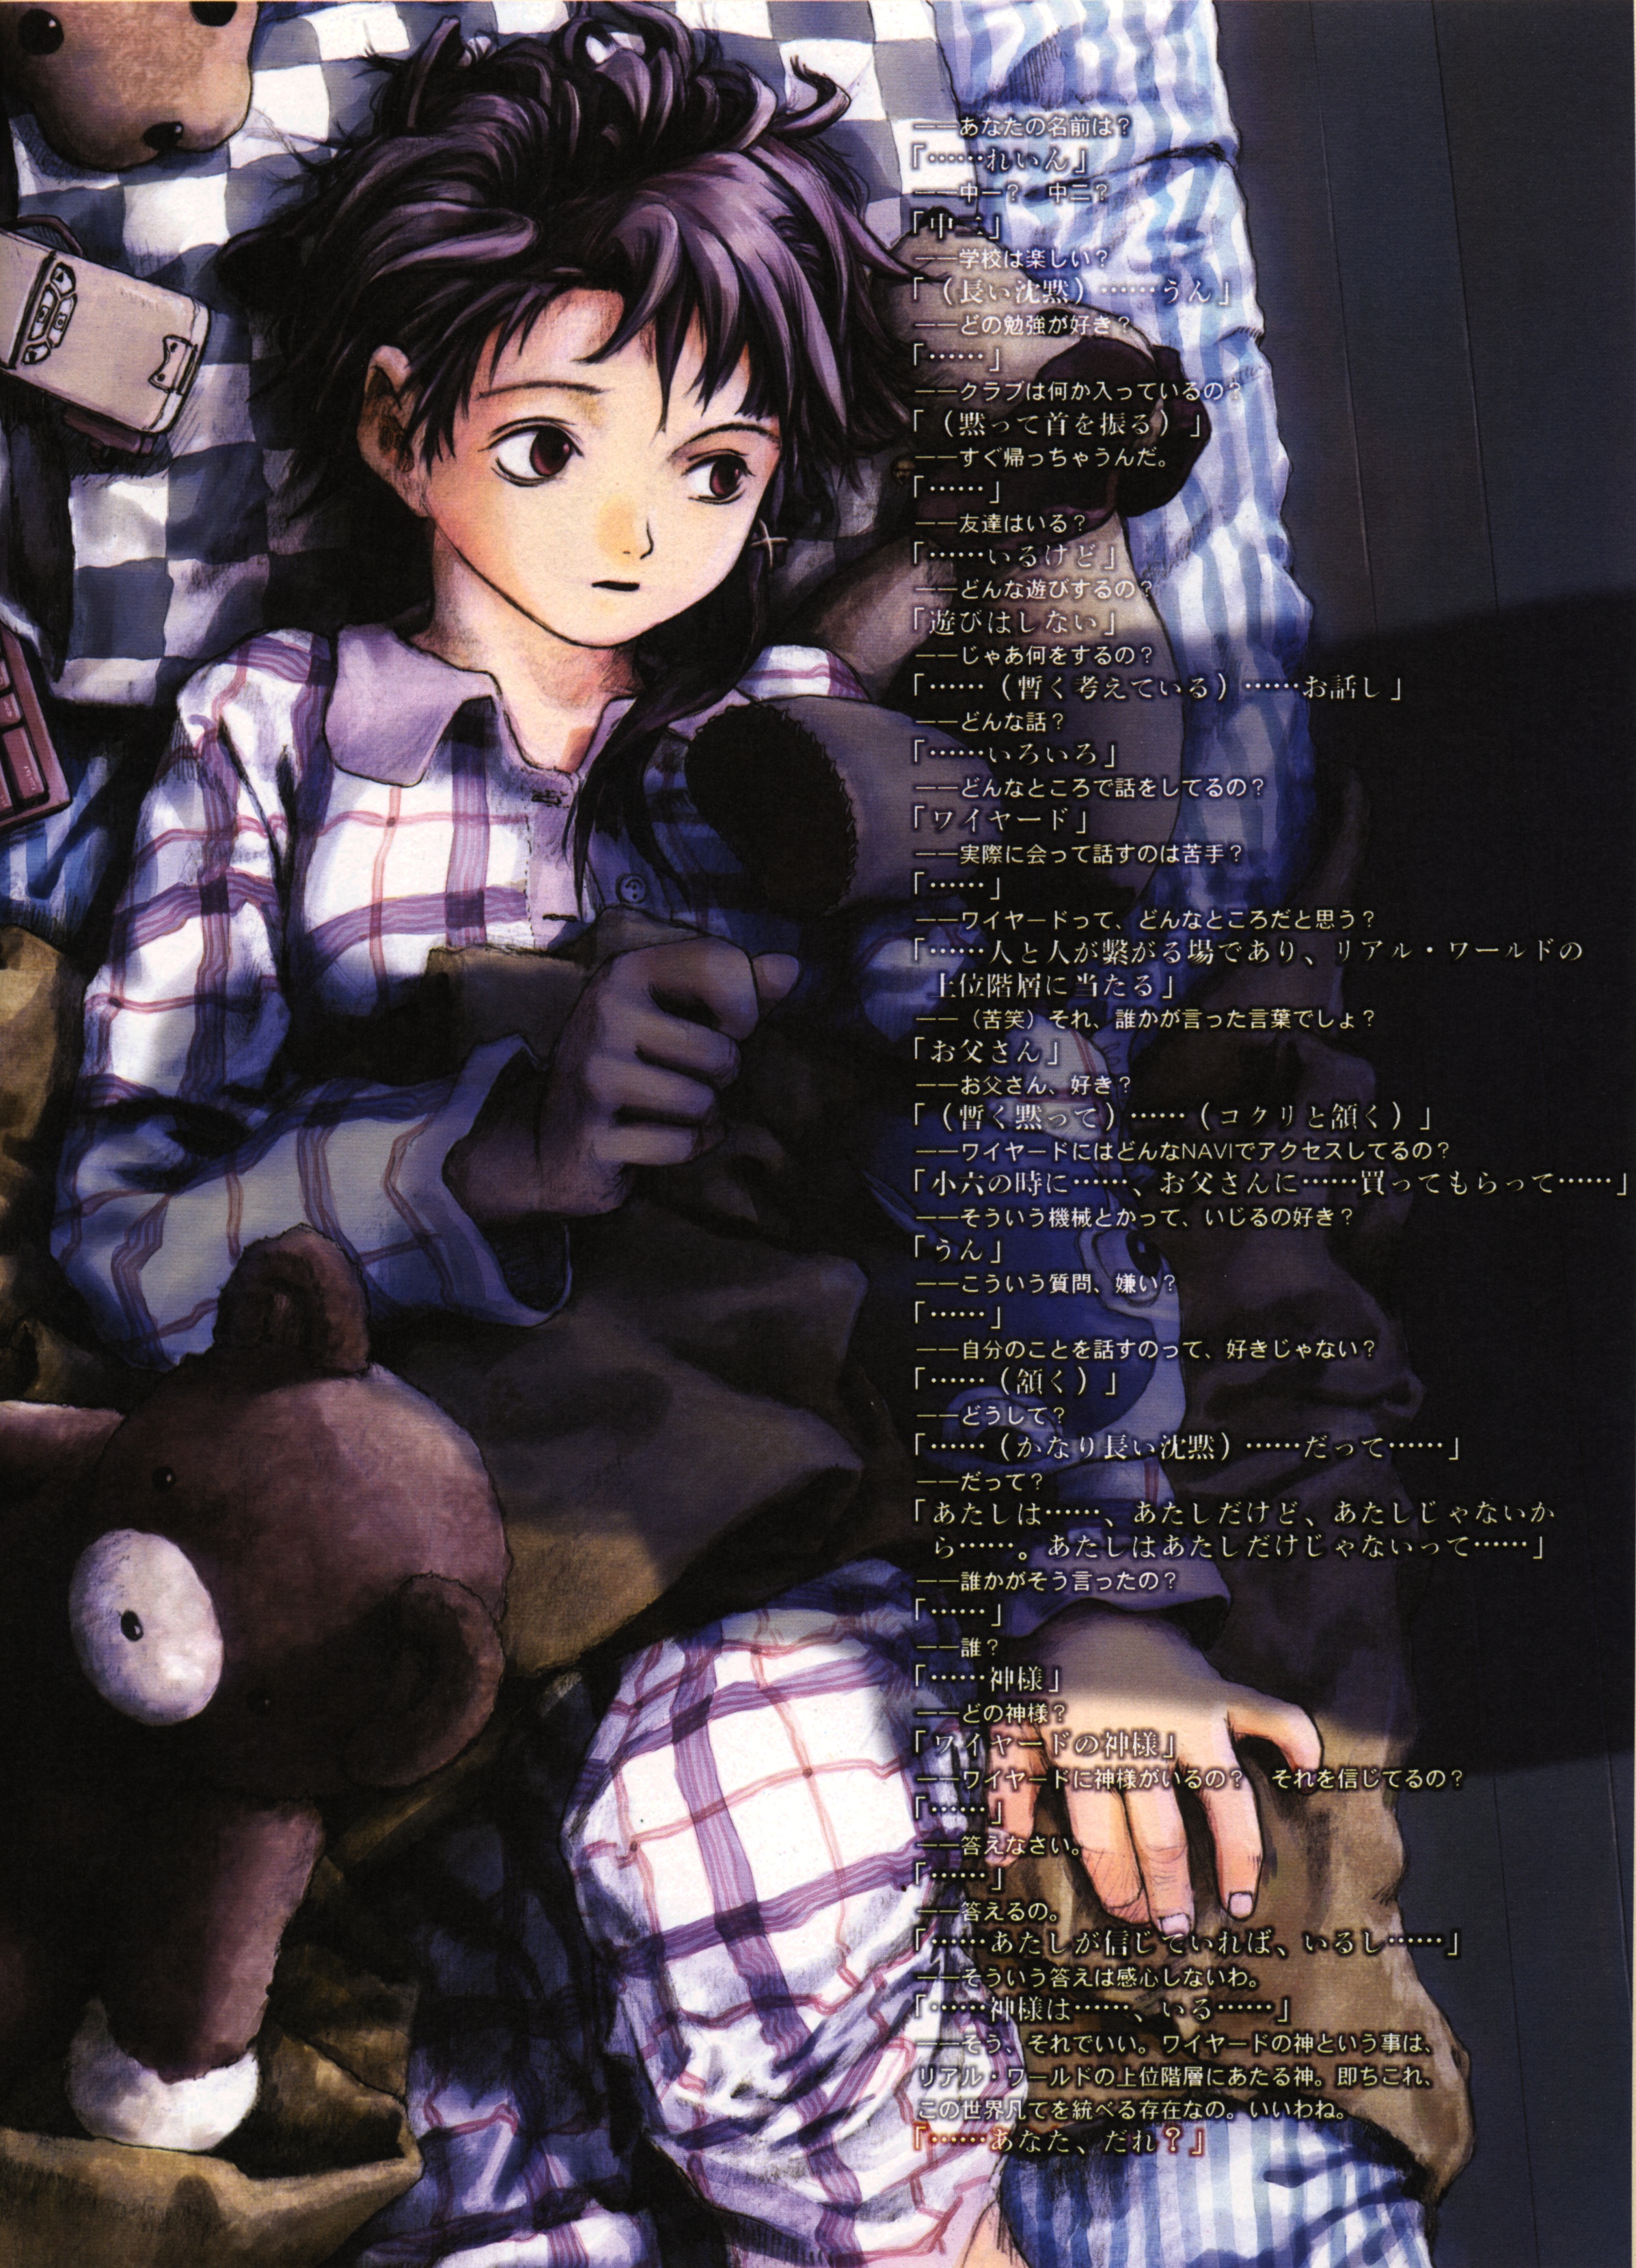 ——あなたの名前は？
「……れいん」
——中一？　中二？
「中二」
——学校は楽しい？
「（長い沈黙）……うん」
——どの勉強が好き？
「……」
——クラブは何か入っているの？
「（黙って首を振る）」
——すぐ帰っちゃうんだ。
「……」
——友達はいる？
「……いるけど」
——どんな遊びするの？
「遊びはしない」
——じゃあ何をするの？
「……（暫く考えている）……お話し」
——どんな話？
「……いろいろ」
——どんなところで話をしてるの？
「ワイヤード」
——実際に会って話すのは苦手？
「……」
——ワイヤードって、どんなところだと思う？
「……人と人が繋がる場であり、リアル・ワールドの
上位階層に当たる」
——（苦笑）それ、誰かが言った言葉でしょ？
「お父さん」
——お父さん、好き？
「（暫く黙って）……（コクリと頷く）」
——ワイヤードにはどんなNAVIでアクセスしてるの？
「小六の時に……、お父さんに……買ってもらって……」
——そういう機械とかって、いじるの好き？
「うん」
——こういう質問、嫌い？
「……」
——自分のことを話すのって、好きじゃない？
「……（頷く）」
——どうして？
「……（かなり長い沈黙）……だって……」
——だって？
「あたしは……、あたしだけど、あたしじゃないか
ら……。あたしはあたしだけじゃないって……」
——誰かがそう言ったの？
「……」
——誰？
「……神様」
——どの神様？
「ワイヤードの神様」
——ワイヤードに神様がいるの？　それを信じてるの？
「……」
——答えなさい。
「……」
——答えるの。
「……あたしが信じていれば、いるし……」
——そういう答えは感心しないわ。
「……神様は……、いる……」
——そう、それでいい。ワイヤードの神という事は、
リアル・ワールドの上位階層にあたる神。即ちこれ、
この世界凡てを統べる存在なの。いいわね。
『……あなた、だれ？』